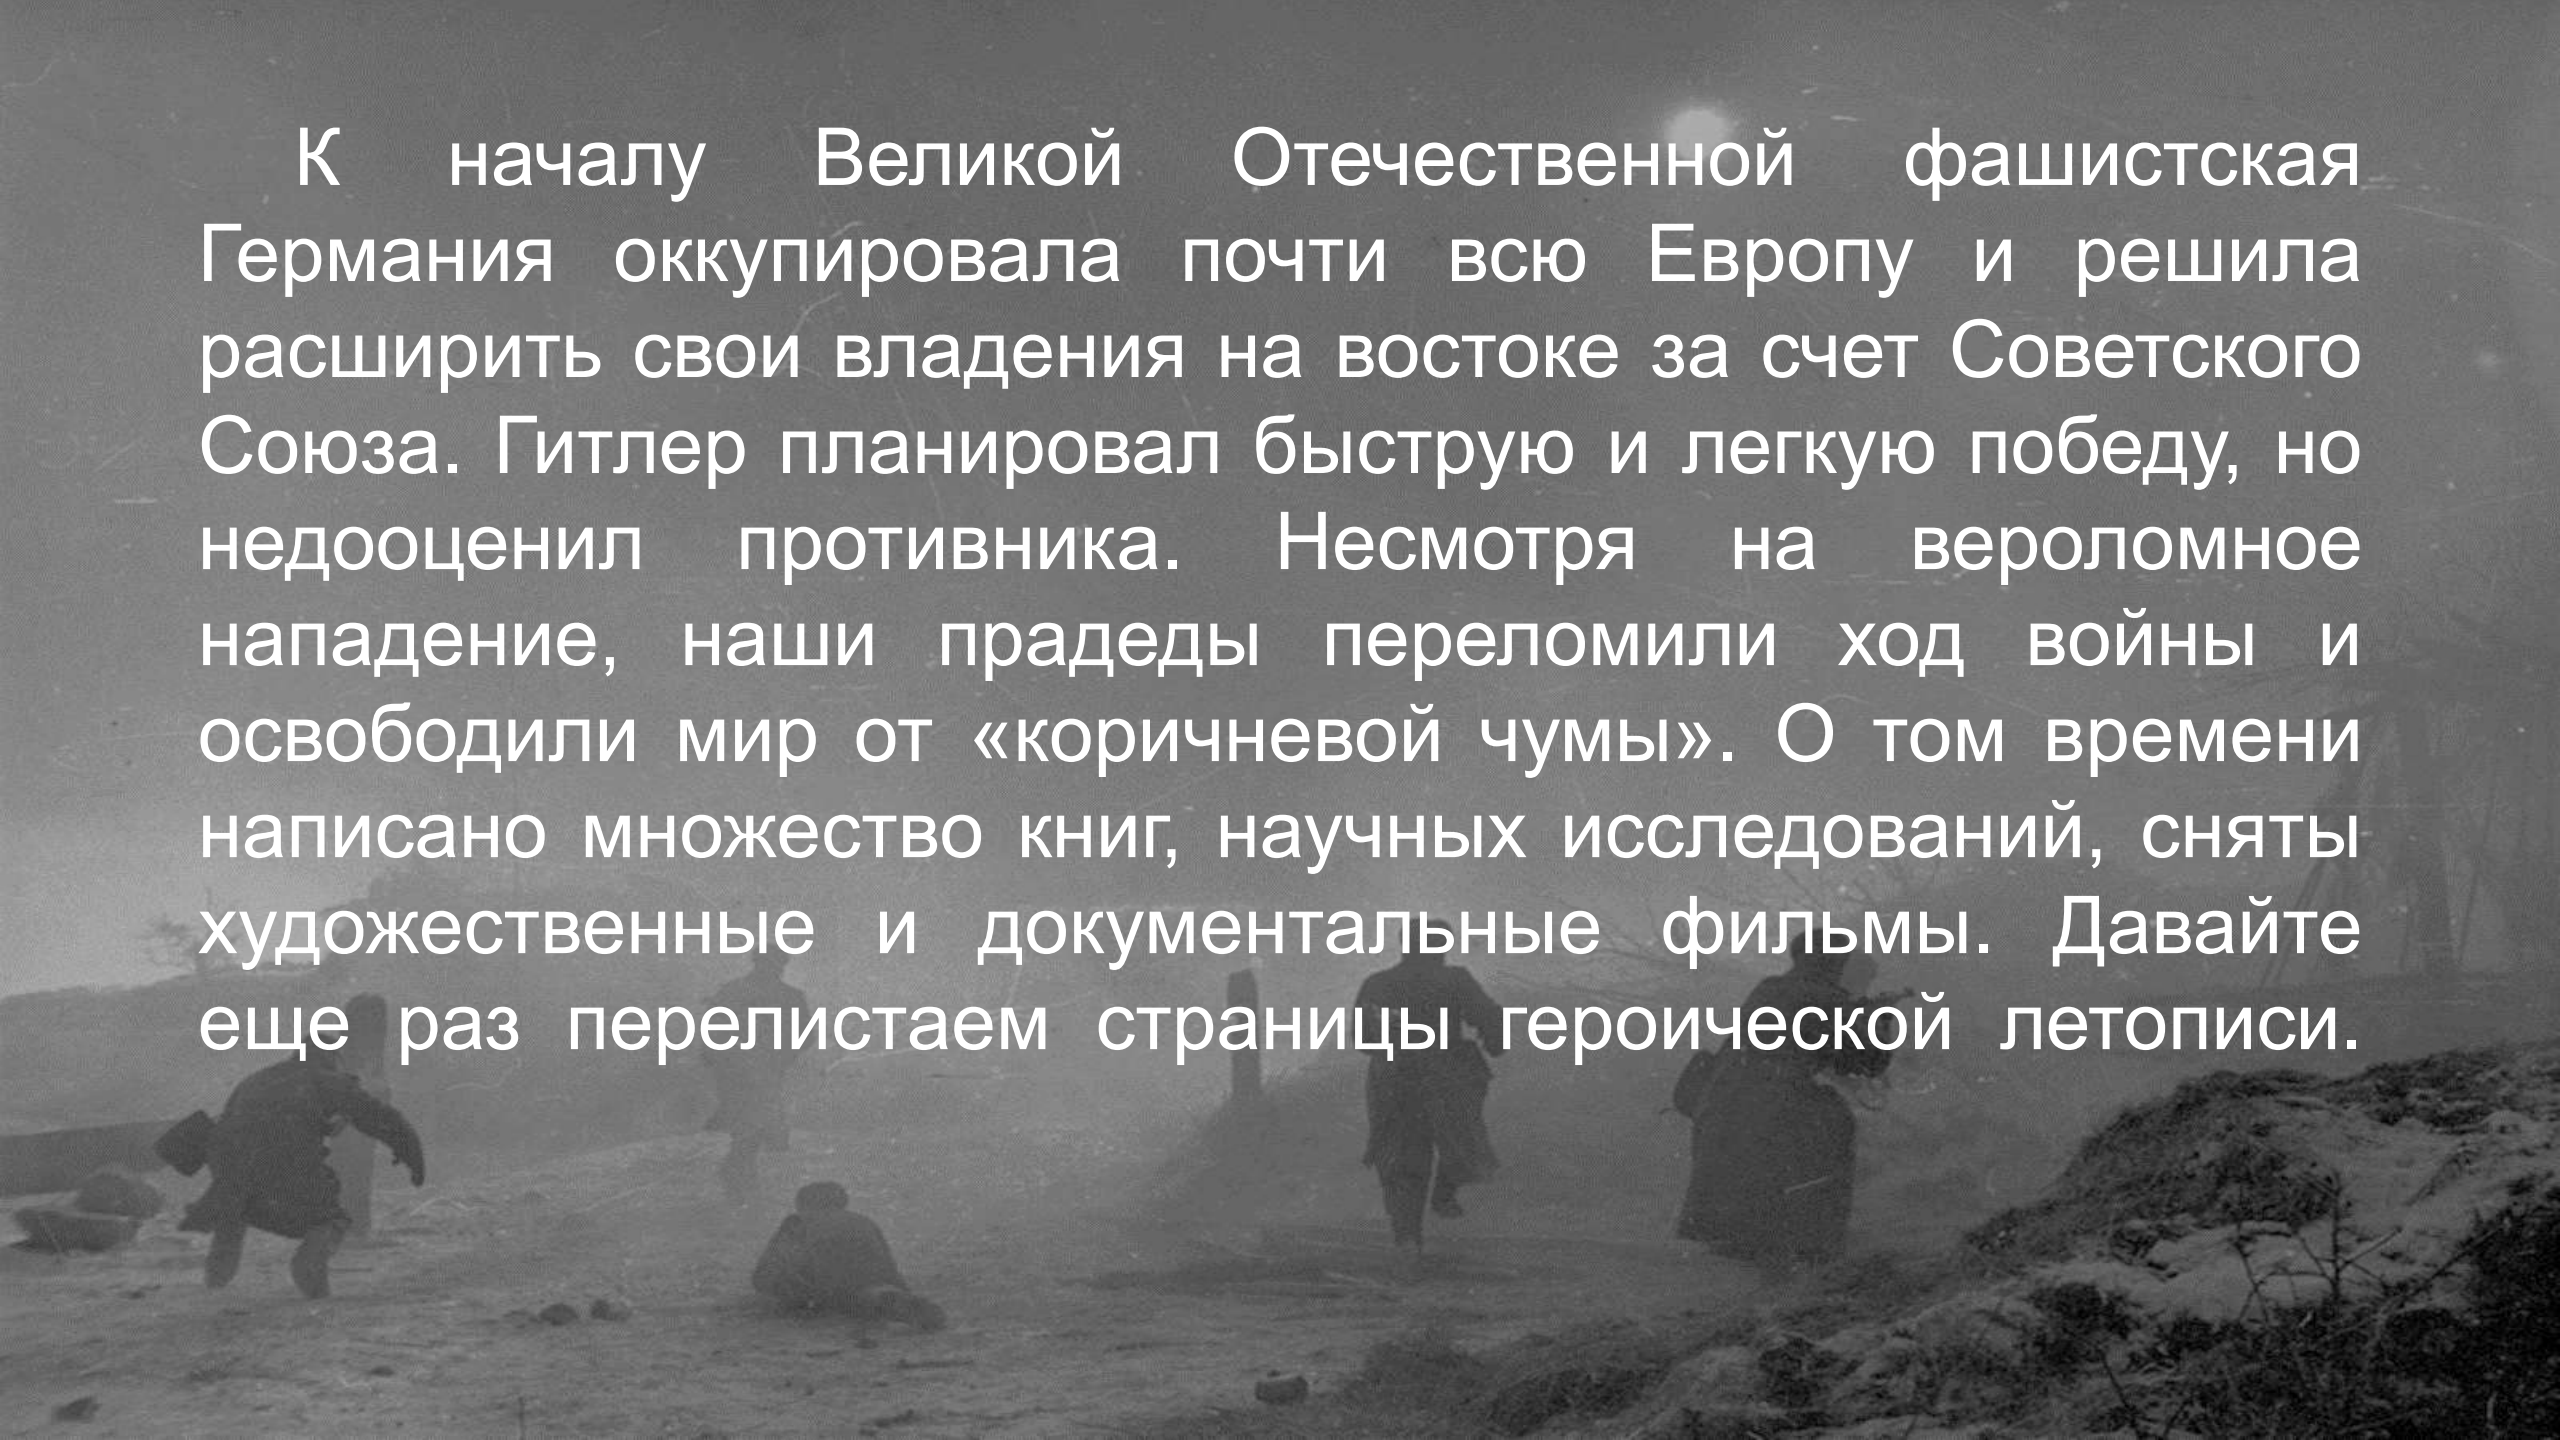 К началу Великой Отечественной фашистская
Германия оккупировала почти всю Европу и решила
расширить свои владения на востоке за счет Советского
Союза. Гитлер планировал быструю и легкую победу, но
недооценил противника. Несмотря на вероломное
нападение, наши прадеды переломили ход войны и
освободили мир от «коричневой чумы». О том времени
написано множество книг, научных исследований, сняты
художественные и документальные фильмы. Давайте
еще раз перелистаем страницы героической летописи.